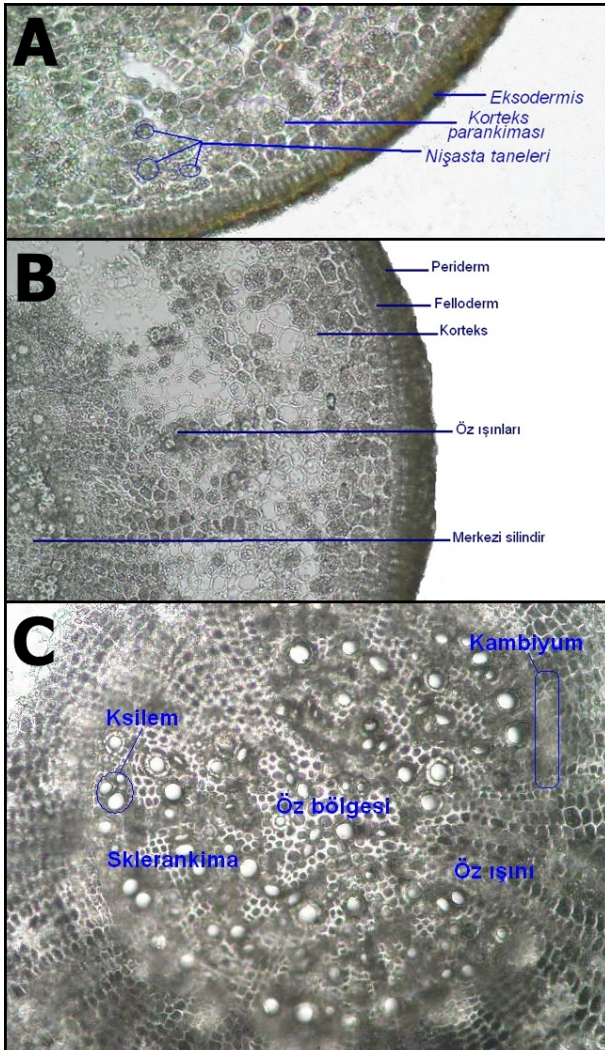 A
Eksodermis
Korteks
parankiması
Nişasta taneleri
B
Periderm
Felloderm
Korteks
Öz ışınları
Merkezi silindir
C
Kambiyum
Ksilem
Öz bölgesi
Sklerankima
Öz ışını